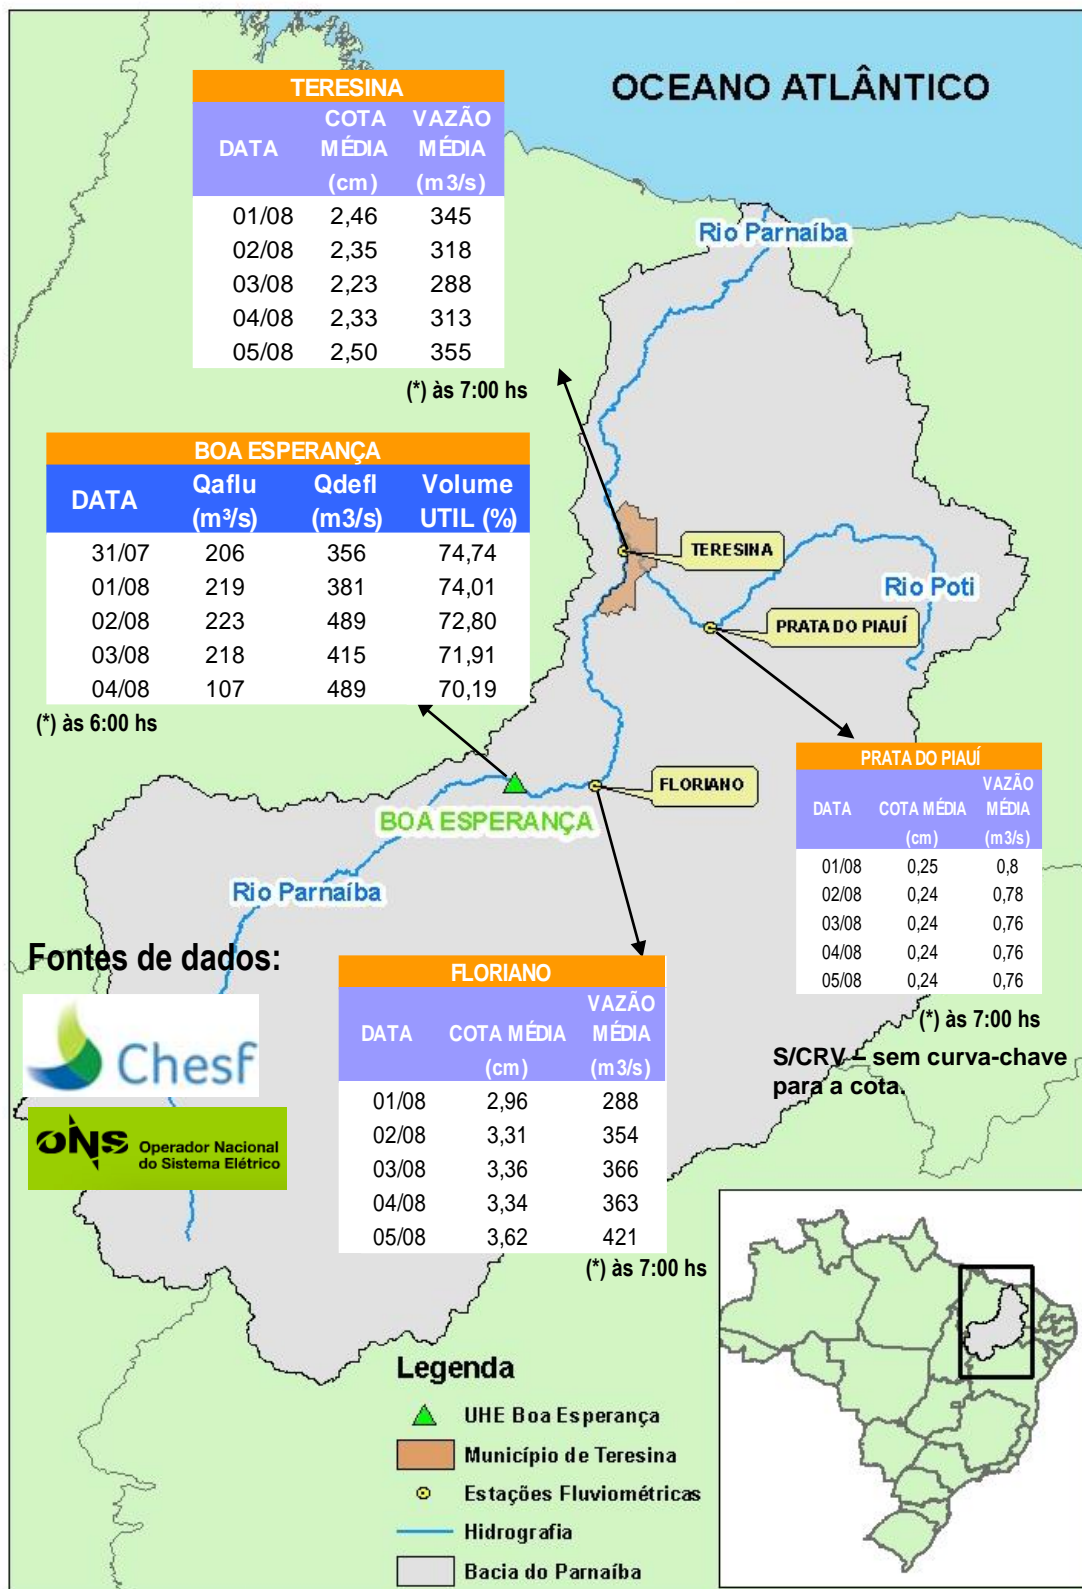 OCEANO ATLÂNTICO
TERESINA
DATA COTA MÉDIA (cm) VAZÃO MÉDIA (m3/s)
01/08 2,46 345
02/08 2,35 318
03/08 2,23 288
04/08 2,33 313
05/08 2,50 355
(*) às 7:00 hs
Rio Parnaíba
BOA ESPERANÇA
DATA Qaflu (m³/s) Qdefl (m3/s) Volume UTIL (%)
31/07 206 356 74,74
01/08 219 381 74,01
02/08 223 489 72,80
03/08 218 415 71,91
04/08 107 489 70,19
(*) às 6:00 hs
TERESINA
Rio Poti
PRATA DO PIAUÍ
FLORIANO
BOA ESPERANÇA
Rio Parnaíba
PRATA DO PIAUÍ
DATA COTA MÉDIA (cm) VAZÃO MÉDIA (m3/s)
01/08 0,25 0,8
02/08 0,24 0,78
03/08 0,24 0,76
04/08 0,24 0,76
05/08 0,24 0,76
(*) às 7:00 hs
S/CRV – sem curva-chave
para a cota.
Fontes de dados:
Chesf
ONS Operador Nacional
do Sistema Elétrico
FLORIANO
DATA COTA MÉDIA (cm) VAZÃO MÉDIA (m3/s)
01/08 2,96 288
02/08 3,31 354
03/08 3,36 366
04/08 3,34 363
05/08 3,62 421
(*) às 7:00 hs
Legenda
UHE Boa Esperança
Município de Teresina
Estações Fluviométricas
Hidrografia
Bacia do Parnaíba